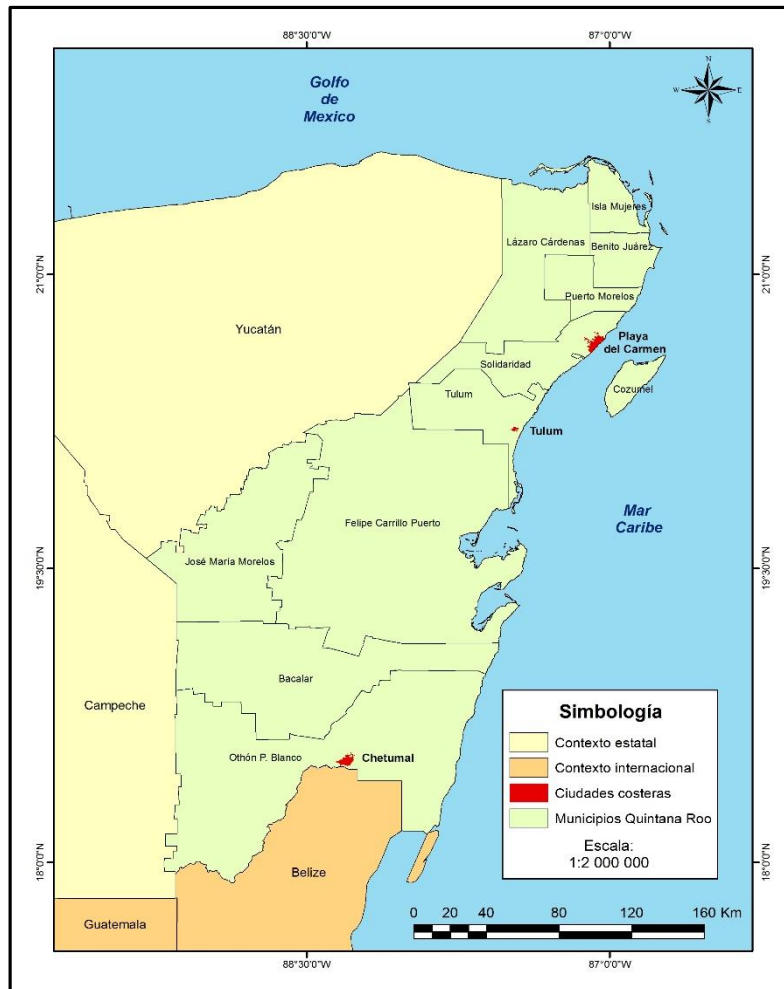 88°30'0"W
87°0'0"W
Golfo
de
Mexico
N
W
E
S
Isla Mujeres
Lázaro Cárdenas
Benito Juárez
21°0'0"N
21°0'0"N
Puerto Morelos
Yucatán
Playa
del Carmen
Solidaridad
Cozumel
Tulum
Tulum
Mar
Caribe
Felipe Carrillo Puerto
José María Morelos
19°30'0"N
19°30'0"N
Bacalar
Campeche
Othón P. Blanco
Chetumal
Simbología
Contexto estatal
Contexto internacional
Ciudades costeras
Municipios Quintana Roo
Escala:
1:2 000 000
18°0'0"N
18°0'0"N
Belize
Guatemala
0 20 40 80 120 160 Km
88°30'0"W
87°0'0"W